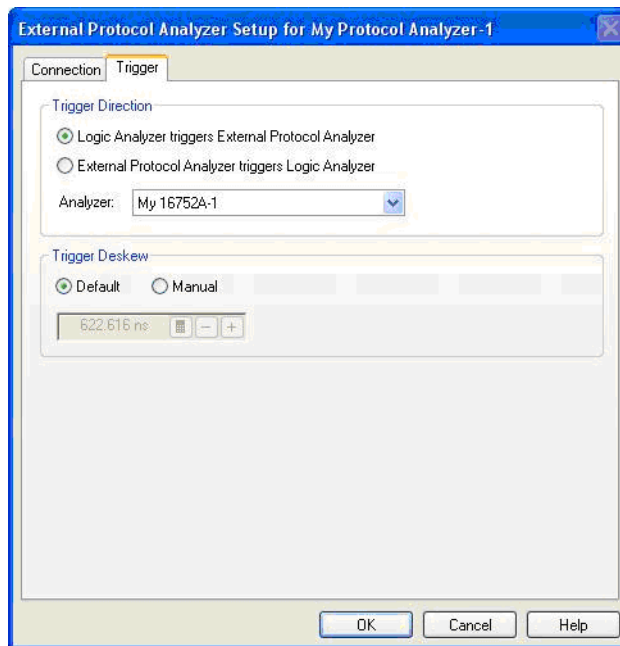 External Protocol Analyzer Setup for My Protocol Analyzer-1
Connection Trigger
Trigger Direction
Logic Analyzer triggers External Protocol Analyzer
External Protocol Analyzer triggers Logic Analyzer
Analyzer: My 16752A-1
Trigger Deskew
Default Manual
622.616 ns
OK Cancel Help